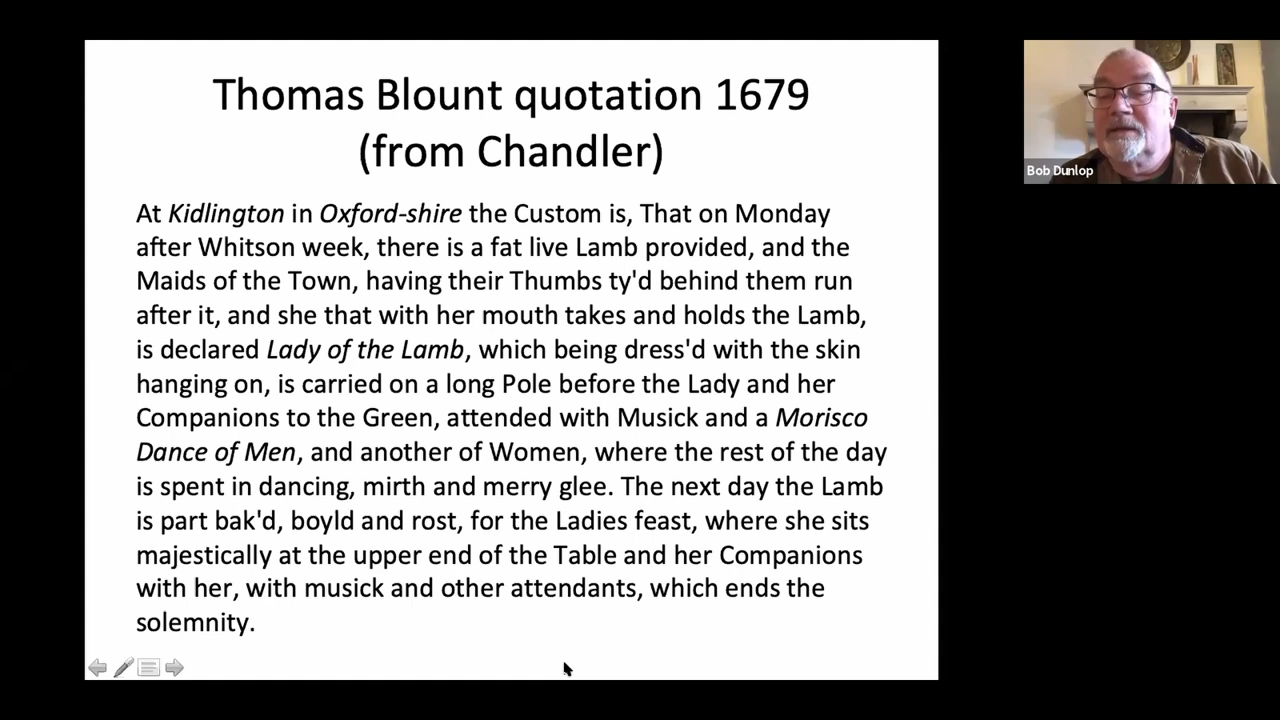 Thomas Blount quotation 1679
(from Chandler)
At Kidlington in Oxford-shire the Custom is, That on Monday
after Whitson week, there is a fat live Lamb provided, and the
Maids of the Town, having their Thumbs ty'd behind them run
after it, and she that with her mouth takes and holds the Lamb,
is declared Lady of the Lamb, which being dress'd with the skin
hanging on, is carried on a long Pole before the Lady and her
Companions to the Green, attended with Musick and a Morisco
Dance of Men, and another of Women, where the rest of the day
is spent in dancing, mirth and merry glee. The next day the Lamb
is part bak'd, boyld and rost, for the Ladies feast, where she sits
majestically at the upper end of the Table and her Companions
with her, with musick and other attendants, which ends the
solemnity.
Bob Dunlop